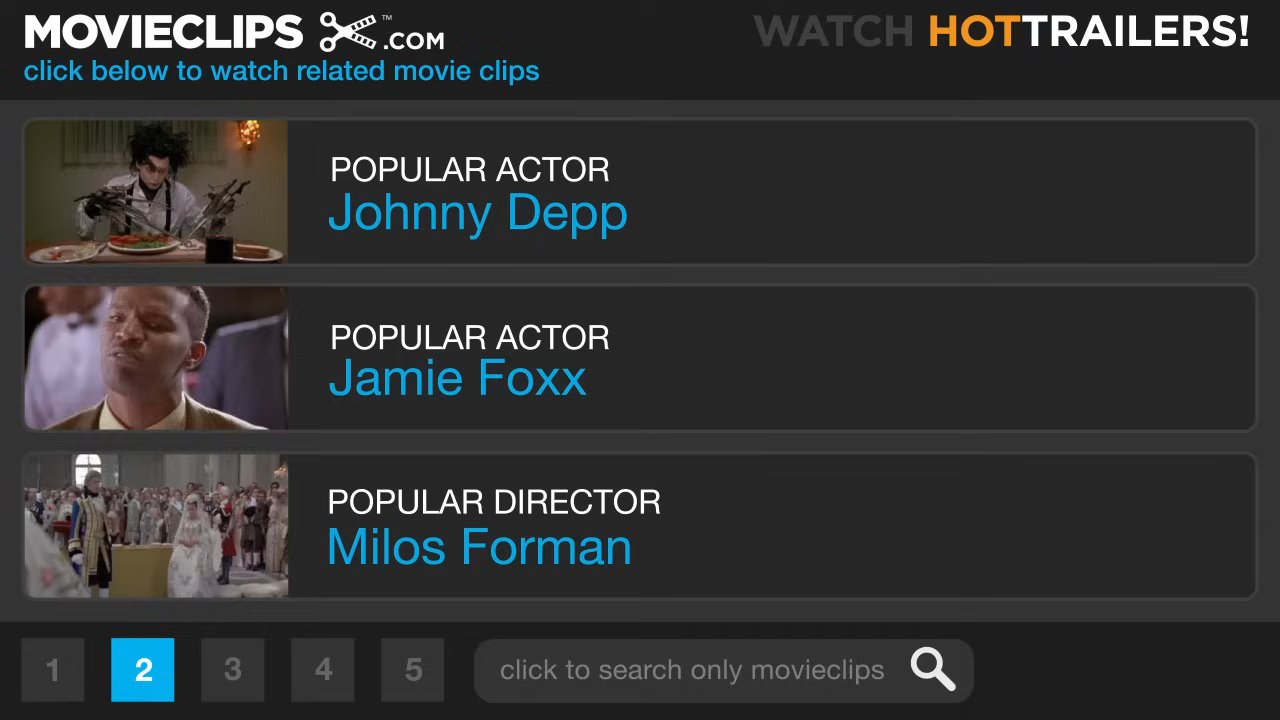 MOVIECLIPS ™ .COM
WATCH HOTTRAILERS!
click below to watch related movie clips
POPULAR ACTOR
Johnny Depp
POPULAR ACTOR
Jamie Foxx
POPULAR DIRECTOR
Milos Forman
1 2 3 4 5 click to search only movieclips